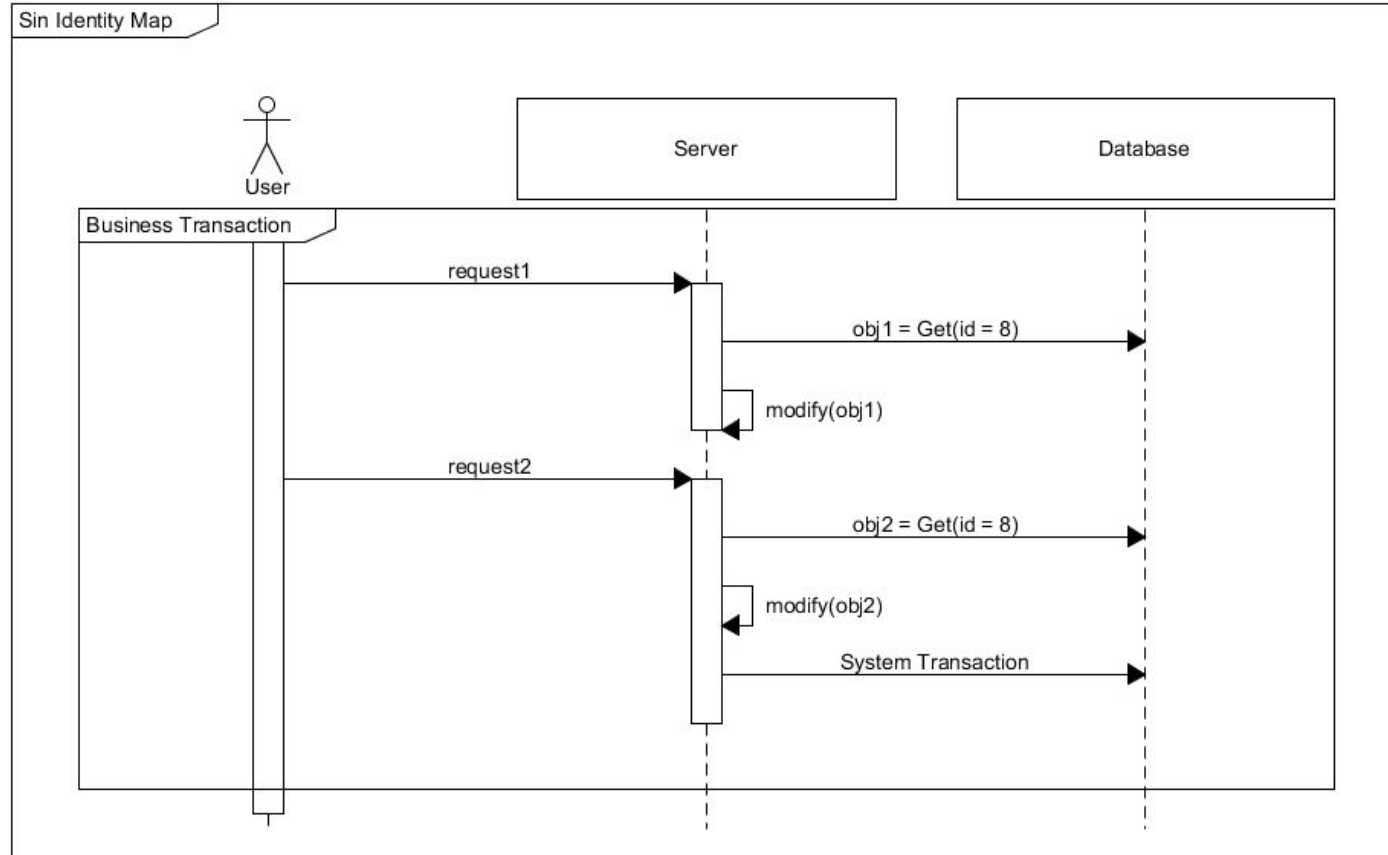 Sin Identity Map
Server
Database
User
Business Transaction
request1
obj1 = Get(id = 8)
modify(obj1)
request2
obj2 = Get(id = 8)
modify(obj2)
System Transaction